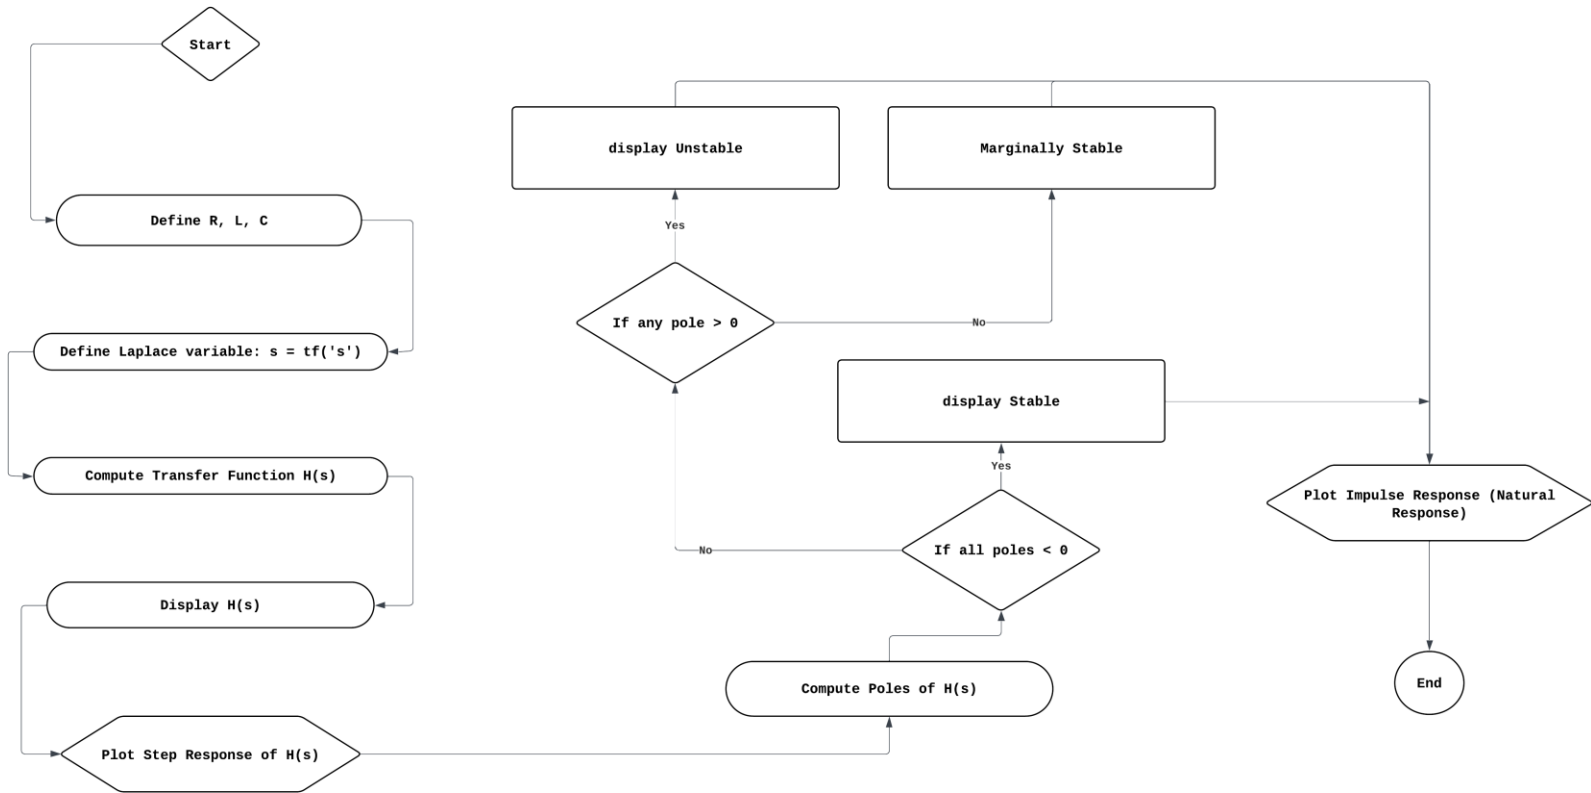 Start
Define R, L, C
Define Laplace variable: s = tf('s')
Compute Transfer Function H(s)
Display H(s)
Plot Step Response of H(s)
Compute Poles of H(s)
If all poles < 0
Yes
No
display Stable
If any pole > 0
Yes
No
display Unstable
Marginally Stable
Plot Impulse Response (Natural
Response)
End